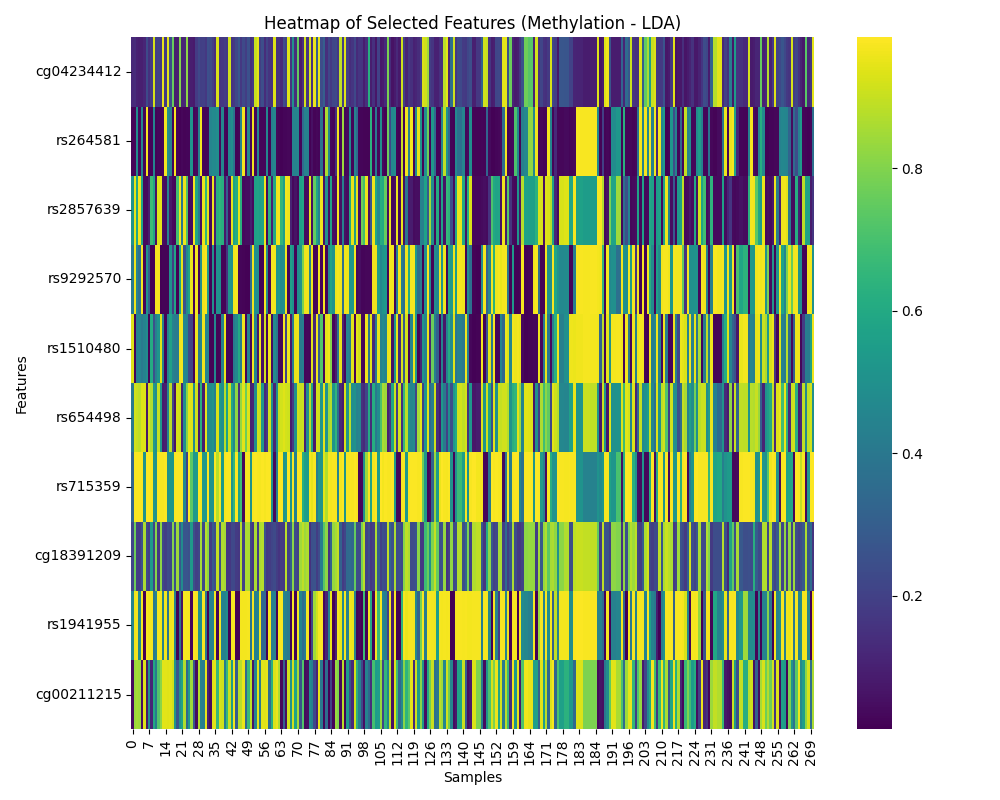 Heatmap of Selected Features (Methylation - LDA)
cg04234412
rs264581
rs2857639
rs9292570
rs1510480
rs654498
rs715359
cg18391209
rs1941955
cg00211215
Features
0 7 14 21 28 35 42 49 56 63 70 77 84 91 98 105 112 119 126 133 140 145 152 159 164 171 178 183 184 191 196 203 210 217 224 231 236 241 248 255 262 269
Samples
0.8
0.6
0.4
0.2